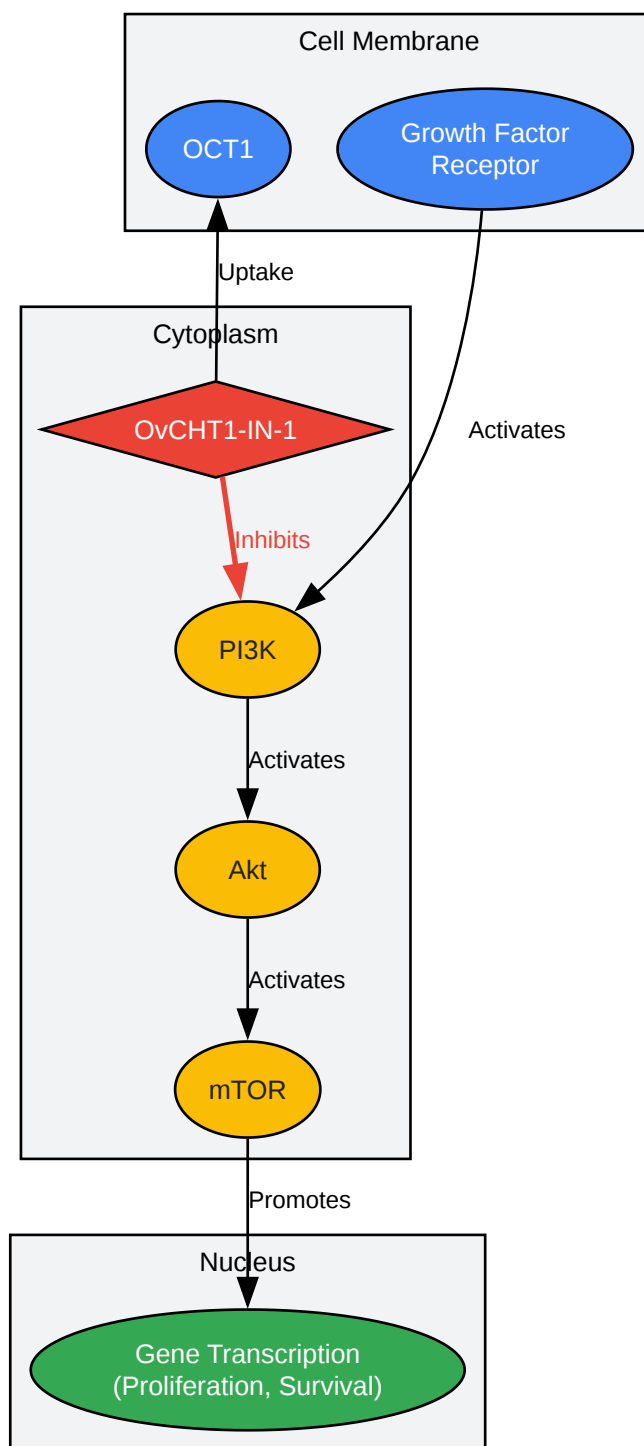 Cell Membrane
OCT1
Growth Factor
Receptor
Uptake
Cytoplasm
OvCHT1-IN-1
Activates
Inhibits
PI3K
Activates
Akt
Activates
mTOR
Promotes
Nucleus
Gene Transcription
(Proliferation, Survival)